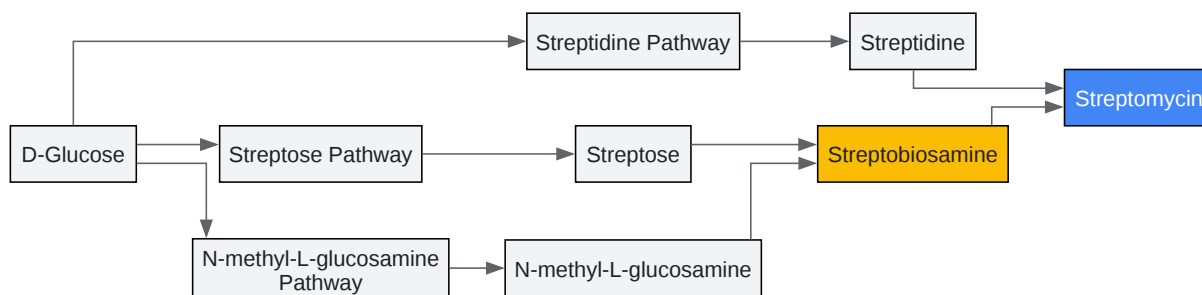 Streptidine Pathway
Streptidine
Streptomycin
D-Glucose
Streptose Pathway
Streptose
Streptobiosamine
N-methyl-L-glucosamine
Pathway
N-methyl-L-glucosamine